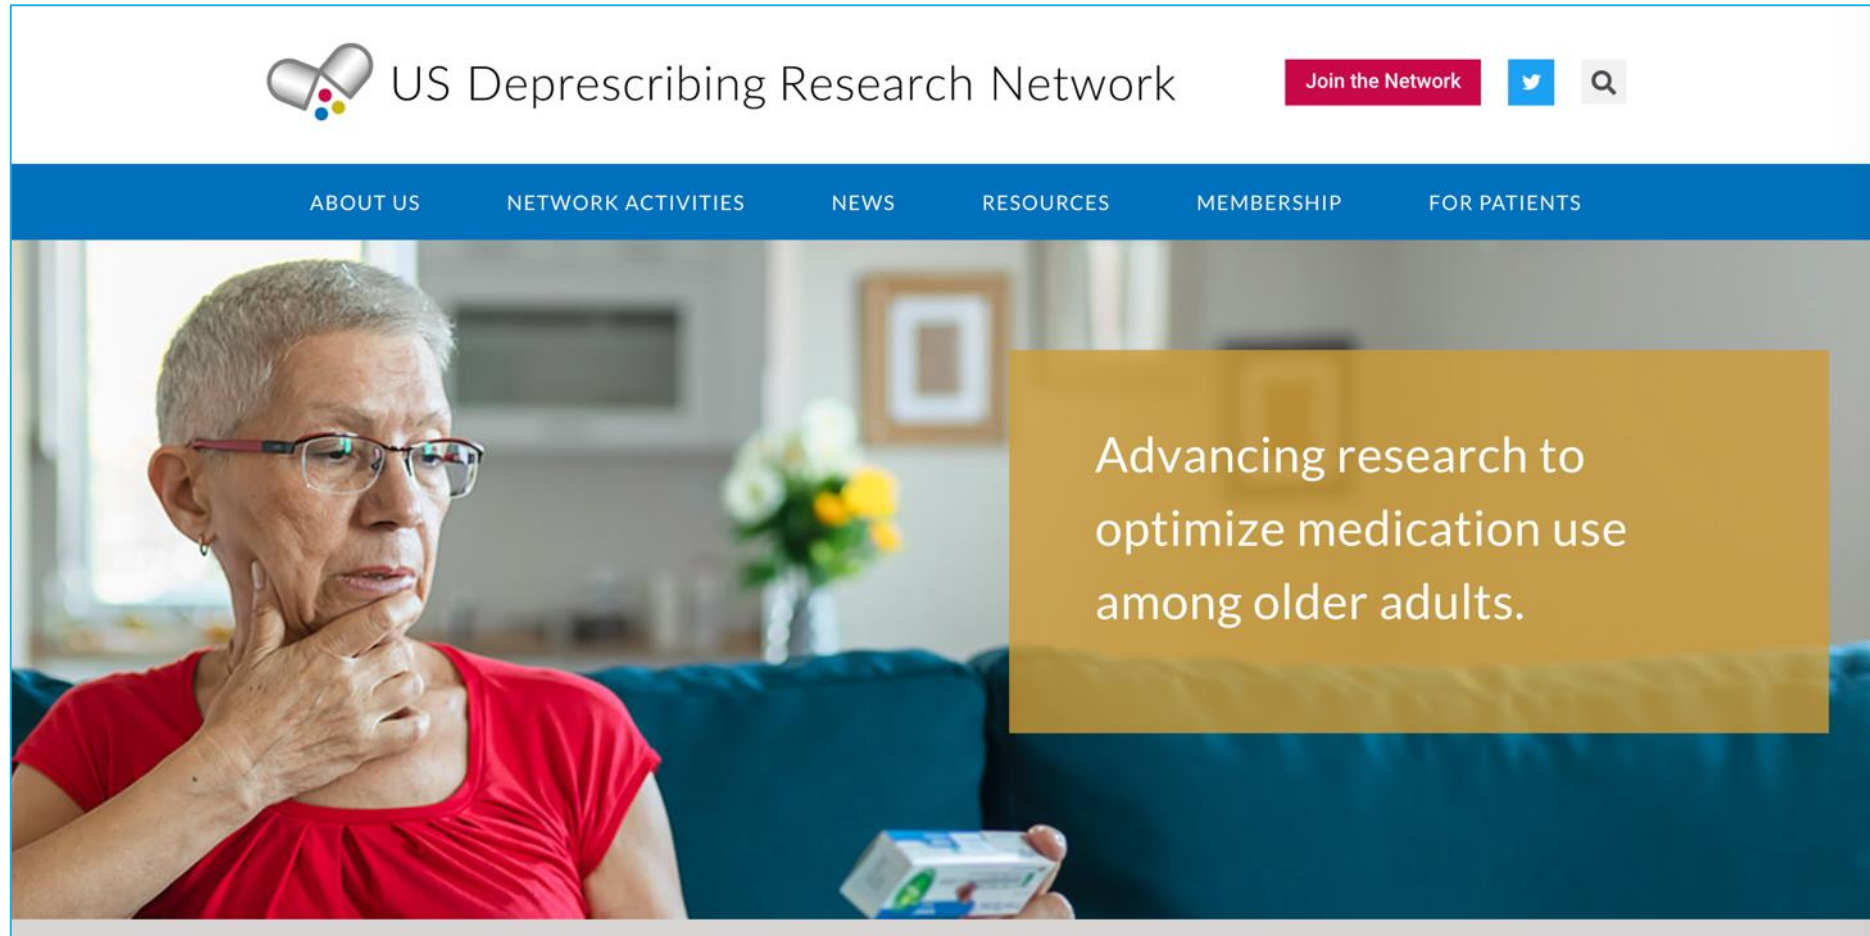 US Deprescribing Research Network
Join the Network
ABOUT US
NETWORK ACTIVITIES
NEWS
RESOURCES
MEMBERSHIP
FOR PATIENTS
Advancing research to
optimize medication use
among older adults.